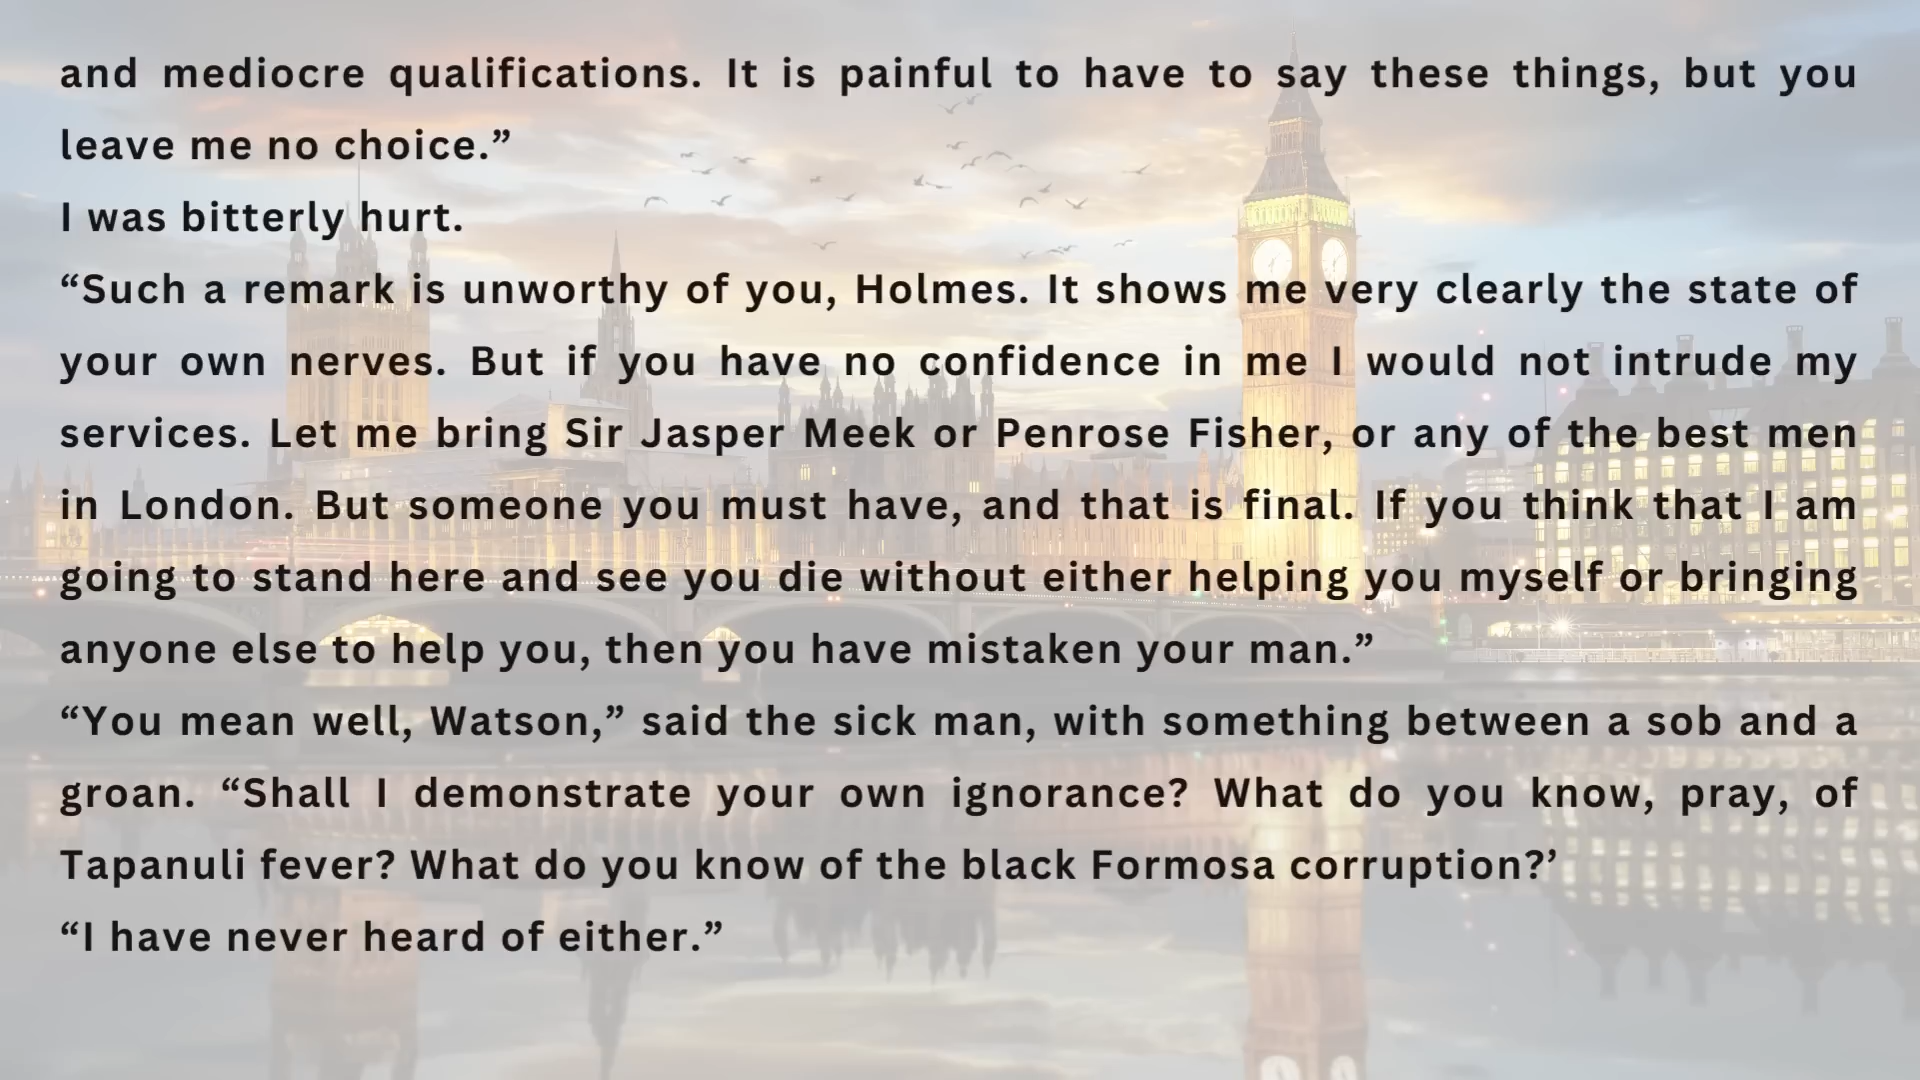 and mediocre qualifications. It is painful to have to say these things, but you
leave me no choice.”
I was bitterly hurt.
“Such a remark is unworthy of you, Holmes. It shows me very clearly the state of
your own nerves. But if you have no confidence in me I would not intrude my
services. Let me bring Sir Jasper Meek or Penrose Fisher, or any of the best men
in London. But someone you must have, and that is final. If you think that I am
going to stand here and see you die without either helping you myself or bringing
anyone else to help you, then you have mistaken your man.”
“You mean well, Watson,” said the sick man, with something between a sob and a
groan. “Shall I demonstrate your own ignorance? What do you know, pray, of
Tapanuli fever? What do you know of the black Formosa corruption?’
“I have never heard of either.”